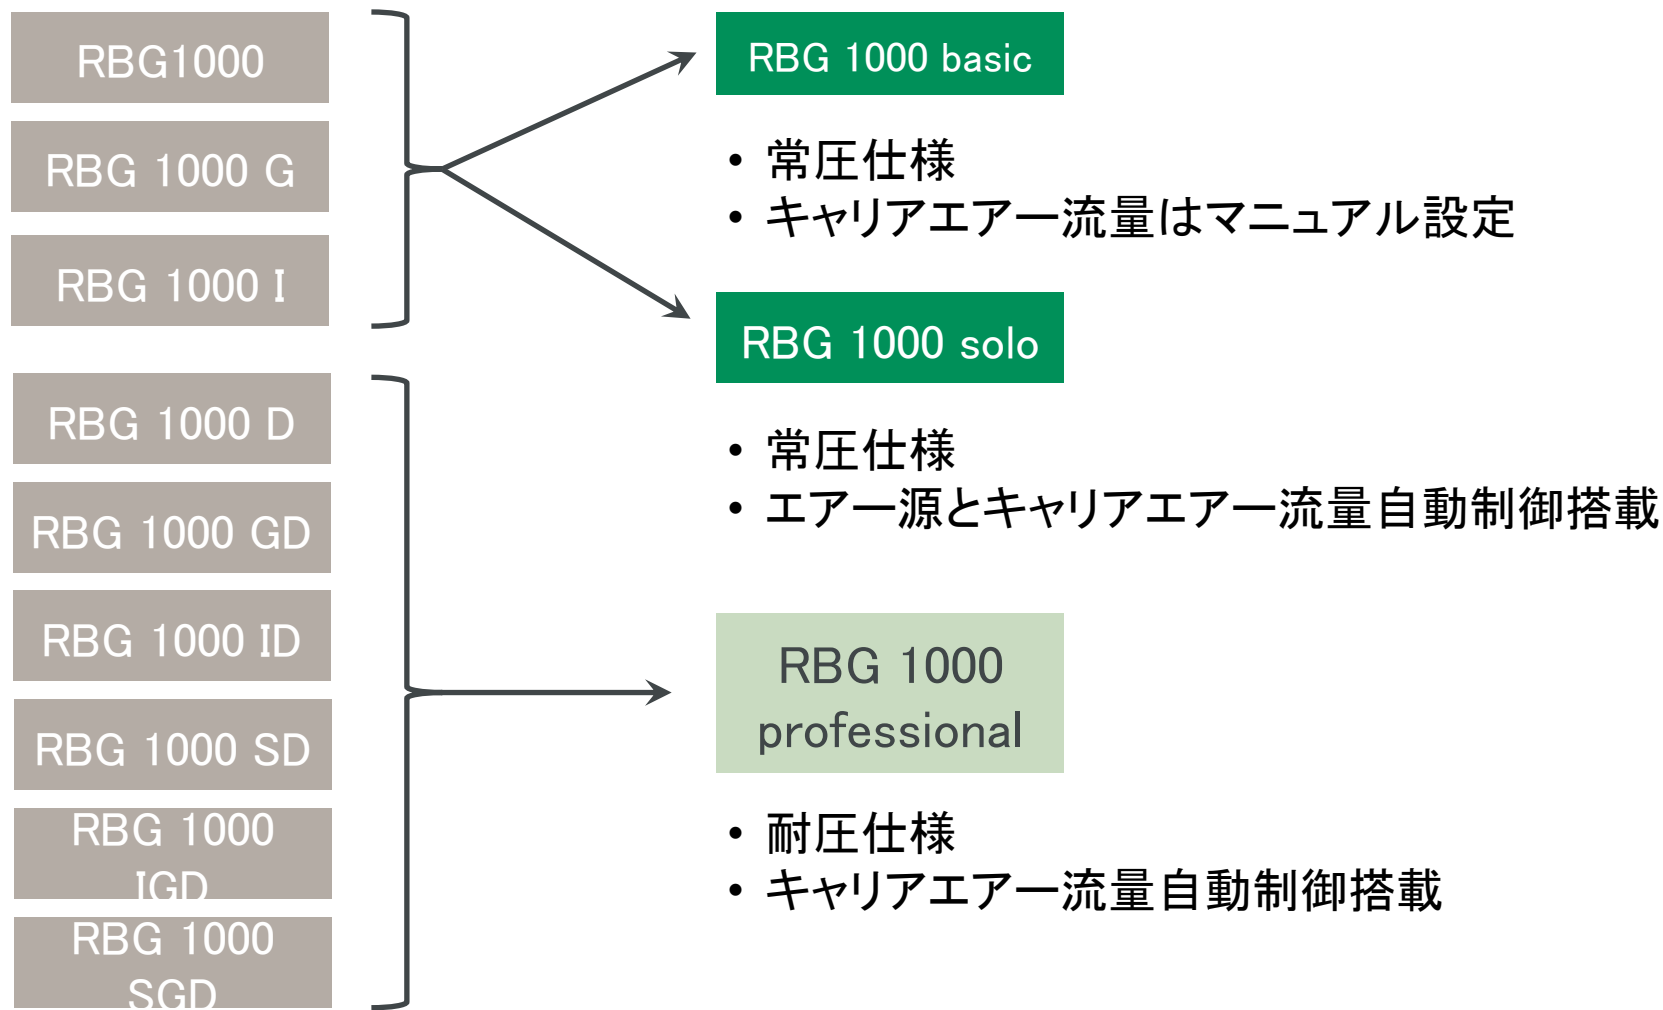 RBG1000
RBG 1000 G
RBG 1000 I
RBG 1000 D
RBG 1000 GD
RBG 1000 ID
RBG 1000 SD
RBG 1000
IGD
RBG 1000
SGD
RBG 1000 basic
• 常圧仕様
• キャリアエアー流量はマニュアル設定
RBG 1000 solo
• 常圧仕様
• エアー源とキャリアエアー流量自動制御搭載
RBG 1000
professional
• 耐圧仕様
• キャリアエアー流量自動制御搭載